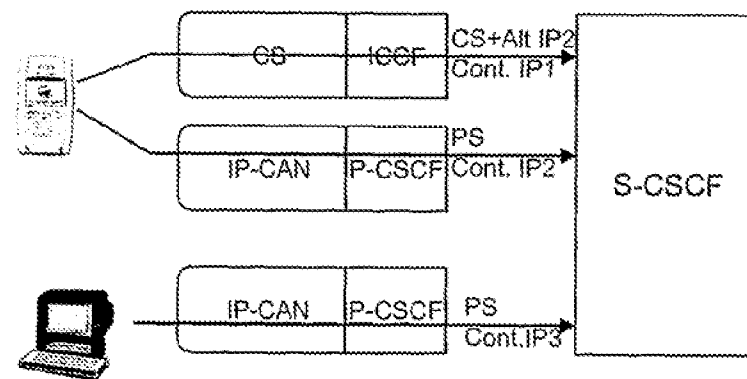 CS
ICCF
CS+Alt IP2
Cont. IP1
IP-CAN
P-CSCF
PS
Cont. IP2
S-CSCF
IP-CAN
P-CSCF
PS
Cont.IP3